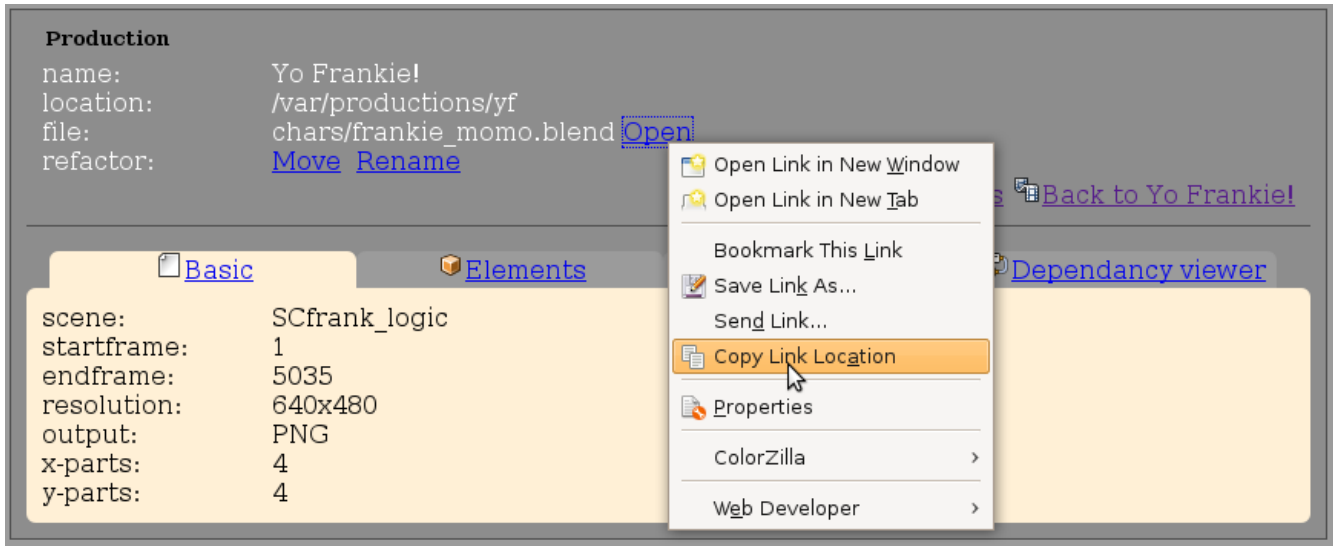 Production
name: Yo Frankie!
location: /var/productions/yf
file: chars/frankie_momo.blend Open
refactor: Move Rename
s Back to Yo Frankie!
Basic Elements Dependancy viewer
scene: SCfrank_logic
startframe: 1
endframe: 5035
resolution: 640x480
output: PNG
x-parts: 4
y-parts: 4
Open Link in New Window
Open Link in New Tab
Bookmark This Link
Save Link As...
Send Link...
Copy Link Location
Properties
ColorZilla
Web Developer